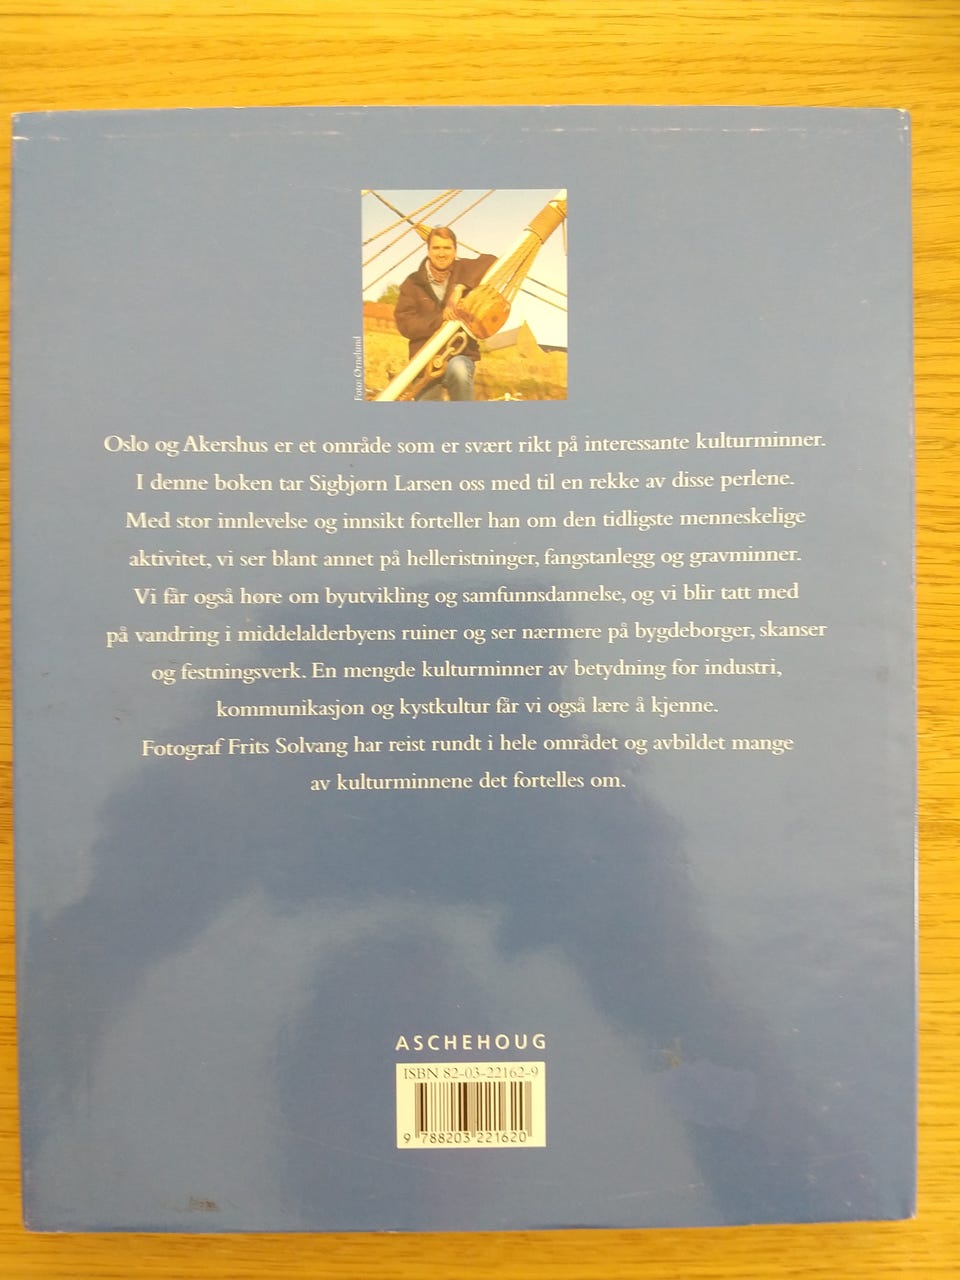 Foto: Ørnelund
Oslo og Akershus er et område som er svært rikt på interessante kulturminner.
I denne boken tar Sigbjørn Larsen oss med til en rekke av disse perlene.
Med stor innlevelse og innsikt forteller han om den tidligste menneskelige
aktivitet, vi ser blant annet på helleristninger, fangstanlegg og gravminner.
Vi får også høre om byutvikling og samfunnsdannelse, og vi blir tatt med
på vandring i middelalderbyens ruiner og ser nærmere på bygdeborger, skanser
og festningsverk. En mengde kulturminner av betydning for industri,
kommunikasjon og kystkultur får vi også lære å kjenne.
Fotograf Frits Solvang har reist rundt i hele området og avbildet mange
av kulturminnene det fortelles om.
ASCHEHOUG
ISBN 82-03-22162-9
9 788203 221620